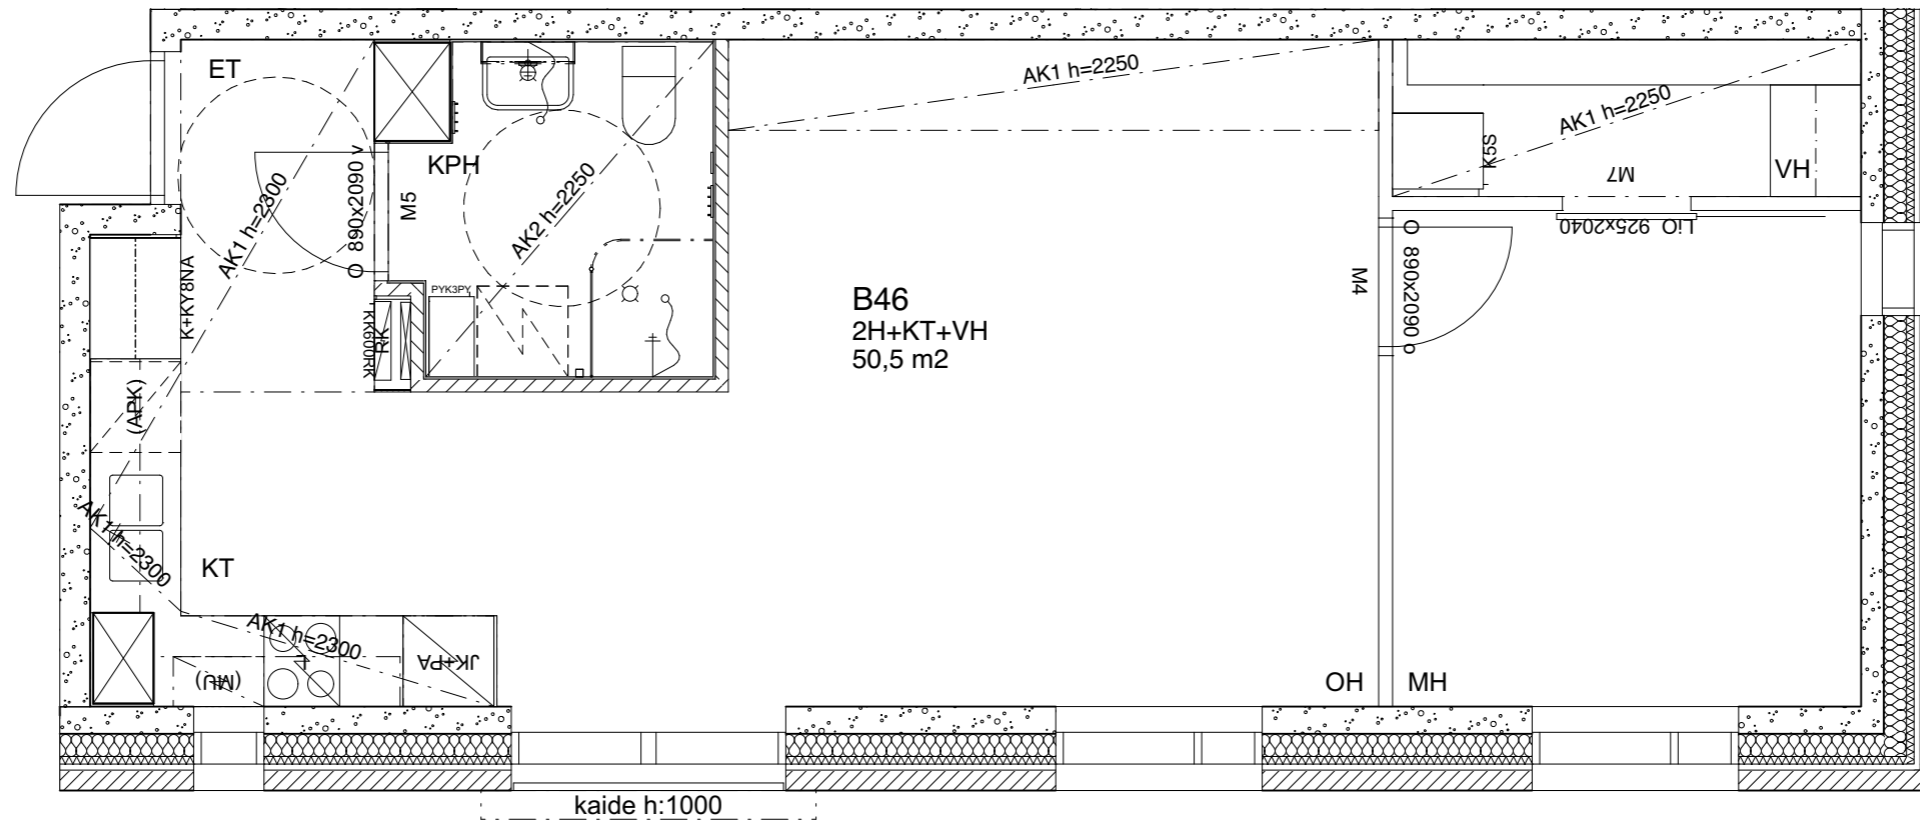 ET
AK1 h=2300
O 890x2090 v
M5
KPH
AK2 h=2250
PYK3PY
K+KY8NA
KK600RK
RK
(APK)
AK1 h=2300
KT
AK1 h=2300
(MU)
JK+PA
AK1 h=2250
B46
2H+KT+VH
50,5 m2
AK1 h=2250
K5S
M7
VH
LiO 925x2040
M4
O 890x2090 o
OH
MH
kaide h:1000